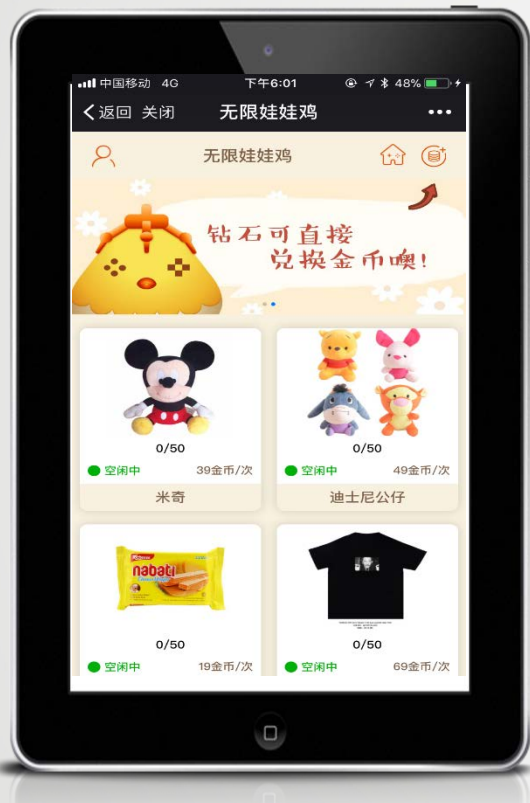 中国移动 4G 下午6:01 48%
返回 关闭 无限娃娃鸡
无限娃娃鸡
钻石可直接
兑换金币噢!
0/50 0/50
空闲中 39金币/次 空闲中 49金币/次
米奇 迪士尼公仔
nabati
0/50 0/50
空闲中 19金币/次 空闲中 69金币/次